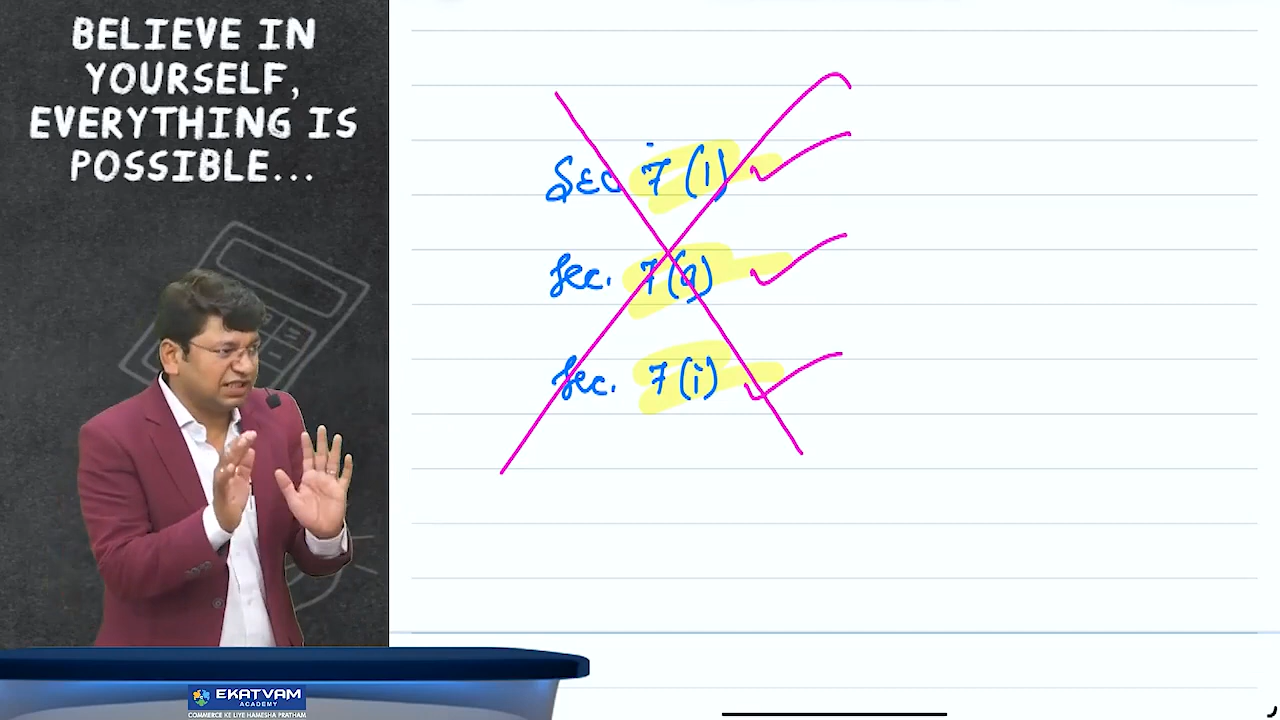 BELIEVE IN
YOURSELF,
EVERYTHING IS
POSSIBLE...
Sec. 7(1)
Sec. 7(a)
Sec. 7(i)
EKATVAM
ACADEMY
COMMERCE KE LIYE HAMESHA PRATHAM